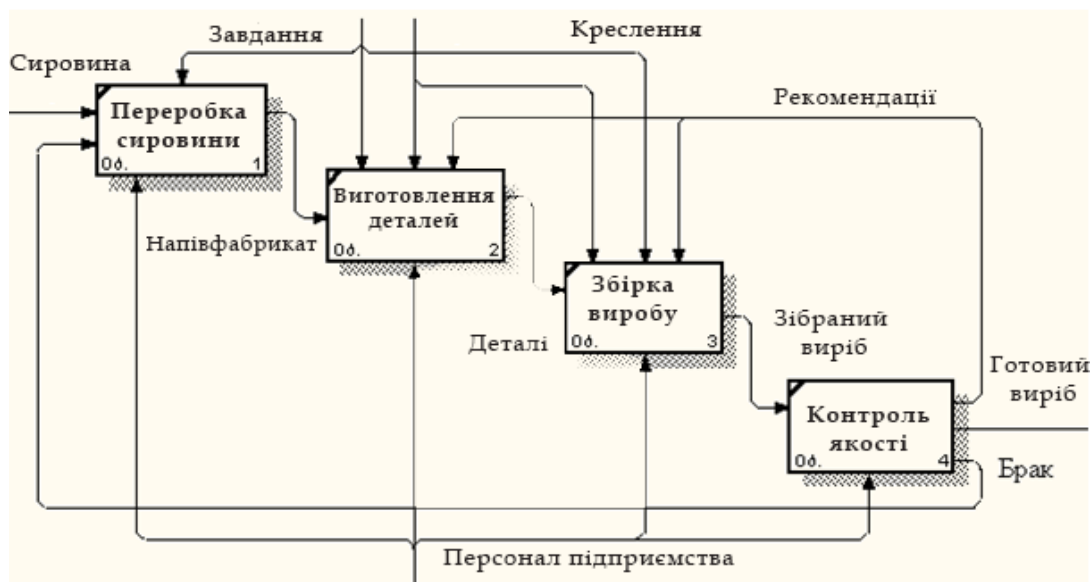 Завдання
Креслення
Сировина
Рекомендації
Переробка
сировини
0д.
1
Виготовлення
деталей
0д.
2
Напівфабрикат
Збірка
виробу
0д.
3
Деталі
Зібраний
виріб
Готовий
виріб
Контроль
якості
0д.
4
Брак
Персонал підприємства